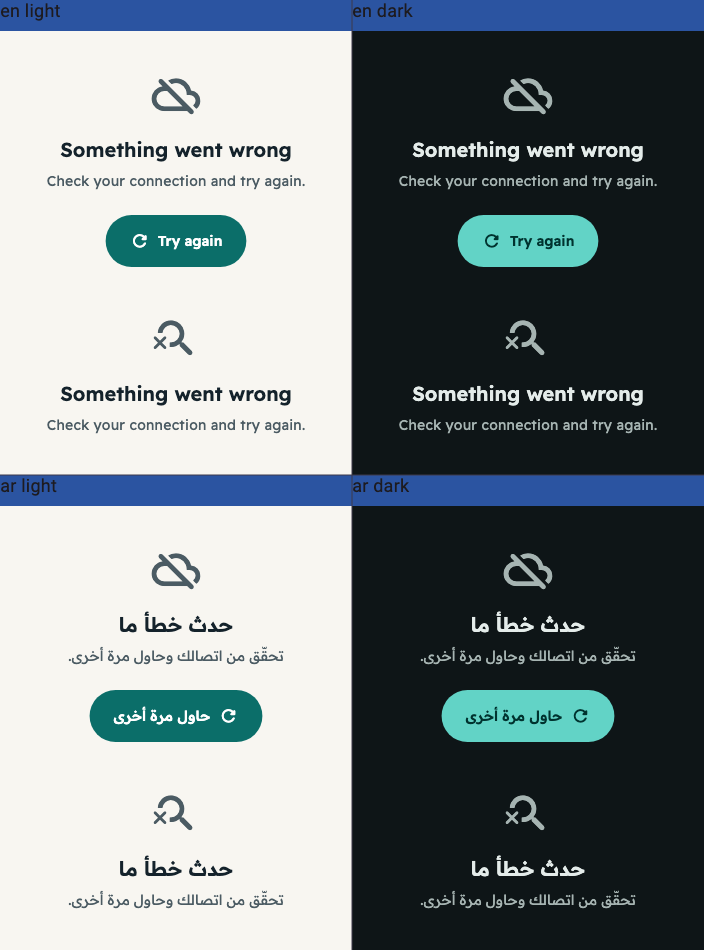 en light
Something went wrong
Check your connection and try again.
Try again
Something went wrong
Check your connection and try again.
en dark
Something went wrong
Check your connection and try again.
Try again
Something went wrong
Check your connection and try again.
ar light
حدث خطأ ما
تحقّق من اتصالك وحاول مرة أخرى.
حاول مرة أخرى
حدث خطأ ما
تحقّق من اتصالك وحاول مرة أخرى.
ar dark
حدث خطأ ما
تحقّق من اتصالك وحاول مرة أخرى.
حاول مرة أخرى
حدث خطأ ما
تحقّق من اتصالك وحاول مرة أخرى.